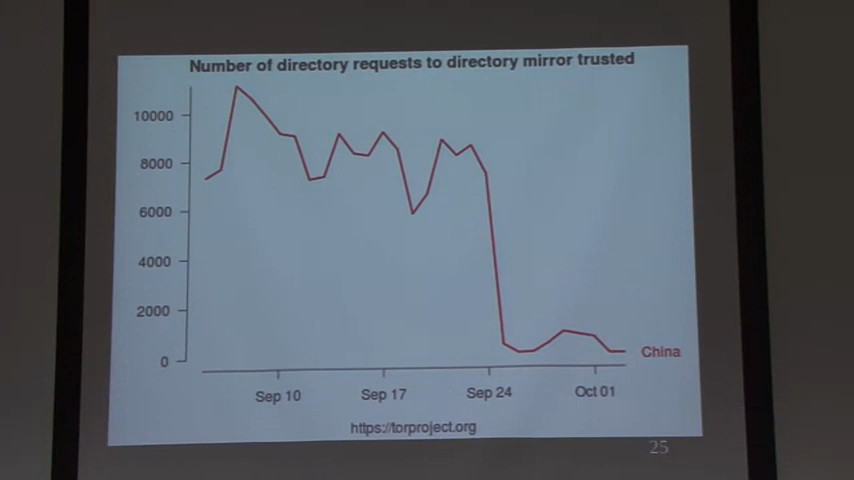 Number of directory requests to directory mirror trusted
10000
8000
6000
4000
2000
0
China
Sep 10 Sep 17 Sep 24 Oct 01
https://torproject.org
25